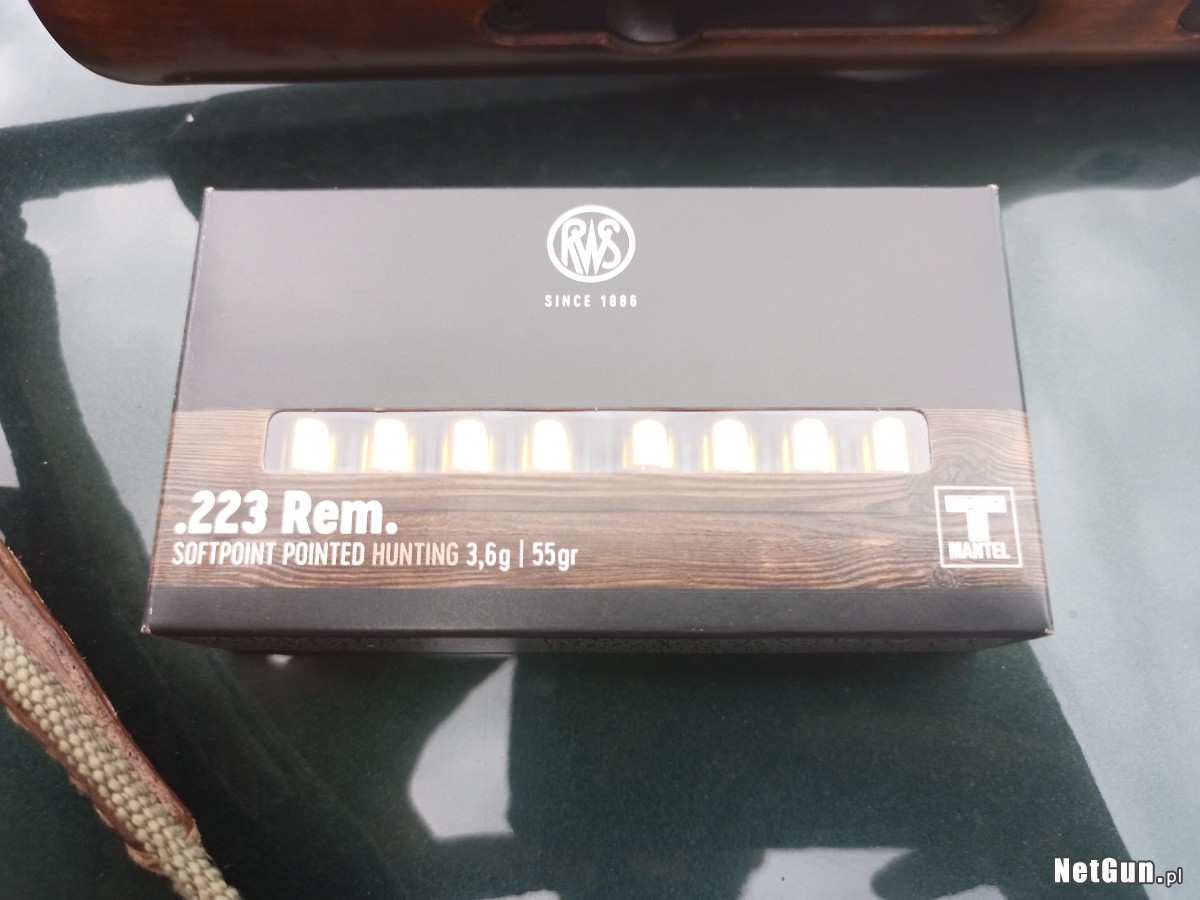 RWS
SINCE 1886
.223 Rem.
SOFTPOINT POINTED HUNTING 3,6g | 55gr
T
MANTEL
NetGun.pl